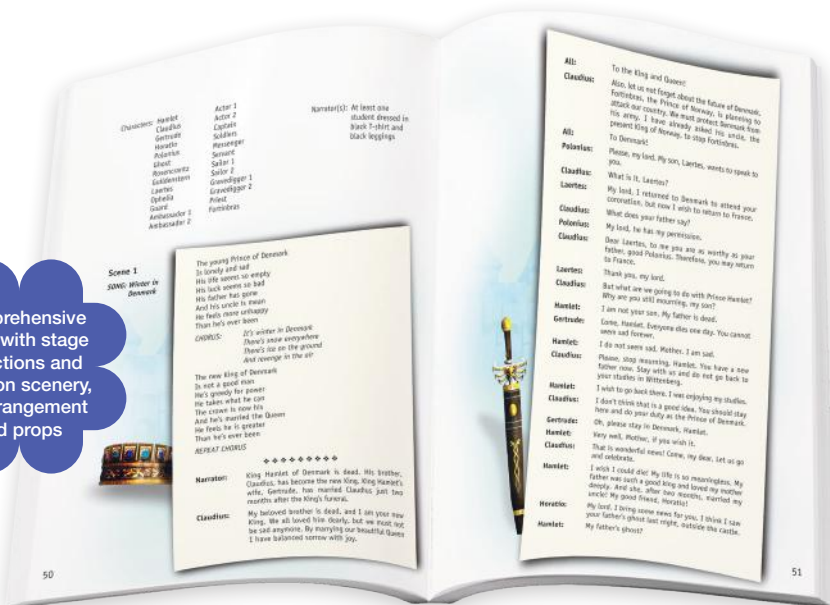 Characters: Hamlet
Claudius
Gertrude
Horatio
Polonius
Ghost
Rosencrantz
Guildenstern
Laertes
Ophelia
Guard
Ambassador 1
Ambassador 2
Actor 1
Actor 2
Captain
Soldiers
Messenger
Servant
Sailor 1
Sailor 2
Gravedigger 1
Gravedigger 2
Priest
Fortinbras
Narrator(s): At least one
student dressed in
black T-shirt and
black leggings
prehensive
with stage
ctions and
on scenery,
rangement
d props
Scene 1
SONG: Winter in
Denmark
The young Prince of Denmark
Is lonely and sad
His life seems so empty
His luck seems so bad
His father has gone
And his uncle is mean
He feels more unhappy
Than he's ever been
CHORUS: It's winter in Denmark
There's snow everywhere
There's ice on the ground
And revenge in the air
The new King of Denmark
Is not a good man
He's greedy for power
He takes what he can
The crown is now his
And he's married the Queen
He feels he is greater
Than he's ever been
REPEAT CHORUS
Narrator: King Hamlet of Denmark is dead. His brother,
Claudius, has become the new King. King Hamlet's
wife, Gertrude, has married Claudius just two
months after the King's funeral.
Claudius: My beloved brother is dead, and I am your new
King. We all loved him dearly, but we must not
be sad anymore. By marrying our beautiful Queen
I have balanced sorrow with joy.
50
All: To the King and Queen!
Claudius: Also, let us not forget about the future of Denmark.
Fortinbras, the Prince of Norway, is planning to
attack our country. We must protect Denmark from
his army. I have already asked his uncle, the
present King of Norway, to stop Fortinbras.
All: To Denmark!
Polonius: Please, my lord. My son, Laertes, wants to speak to
you.
Claudius: What is it, Laertes?
Laertes: My lord, I returned to Denmark to attend your
coronation, but now I wish to return to France.
Claudius: What does your father say?
Polonius: My lord, he has my permission.
Claudius: Dear Laertes, to me you are as worthy as your
father, good Polonius. Therefore, you may return
to France.
Laertes: Thank you, my lord.
Claudius: But what are we going to do with Prince Hamlet?
Why are you still mourning, my son?
Hamlet: I am not your son. My father is dead.
Gertrude: Come, Hamlet. Everyone dies one day. You cannot
seem sad forever.
Hamlet: I do not seem sad, Mother. I am sad.
Claudius: Please, stop mourning, Hamlet. You have a new
father now. Stay with us and do not go back to
your studies in Wittenberg.
Hamlet: I wish to go back there. I was enjoying my studies.
Claudius: I don't think that is a good idea. You should stay
here and do your duty as the Prince of Denmark.
Gertrude: Oh, please stay in Denmark, Hamlet.
Hamlet: Very well, Mother, if you wish it.
Claudius: That is wonderful news! Come, my dear. Let us go
and celebrate.
Hamlet: I wish I could die! My life is so meaningless. My
father was such a good king and loved my mother
deeply. And she, after two months, married my
uncle! My good friend, Horatio!
Horatio: My lord, I bring some news for you. I think I saw
your father's ghost last night, outside the castle.
Hamlet: My father's ghost?
51